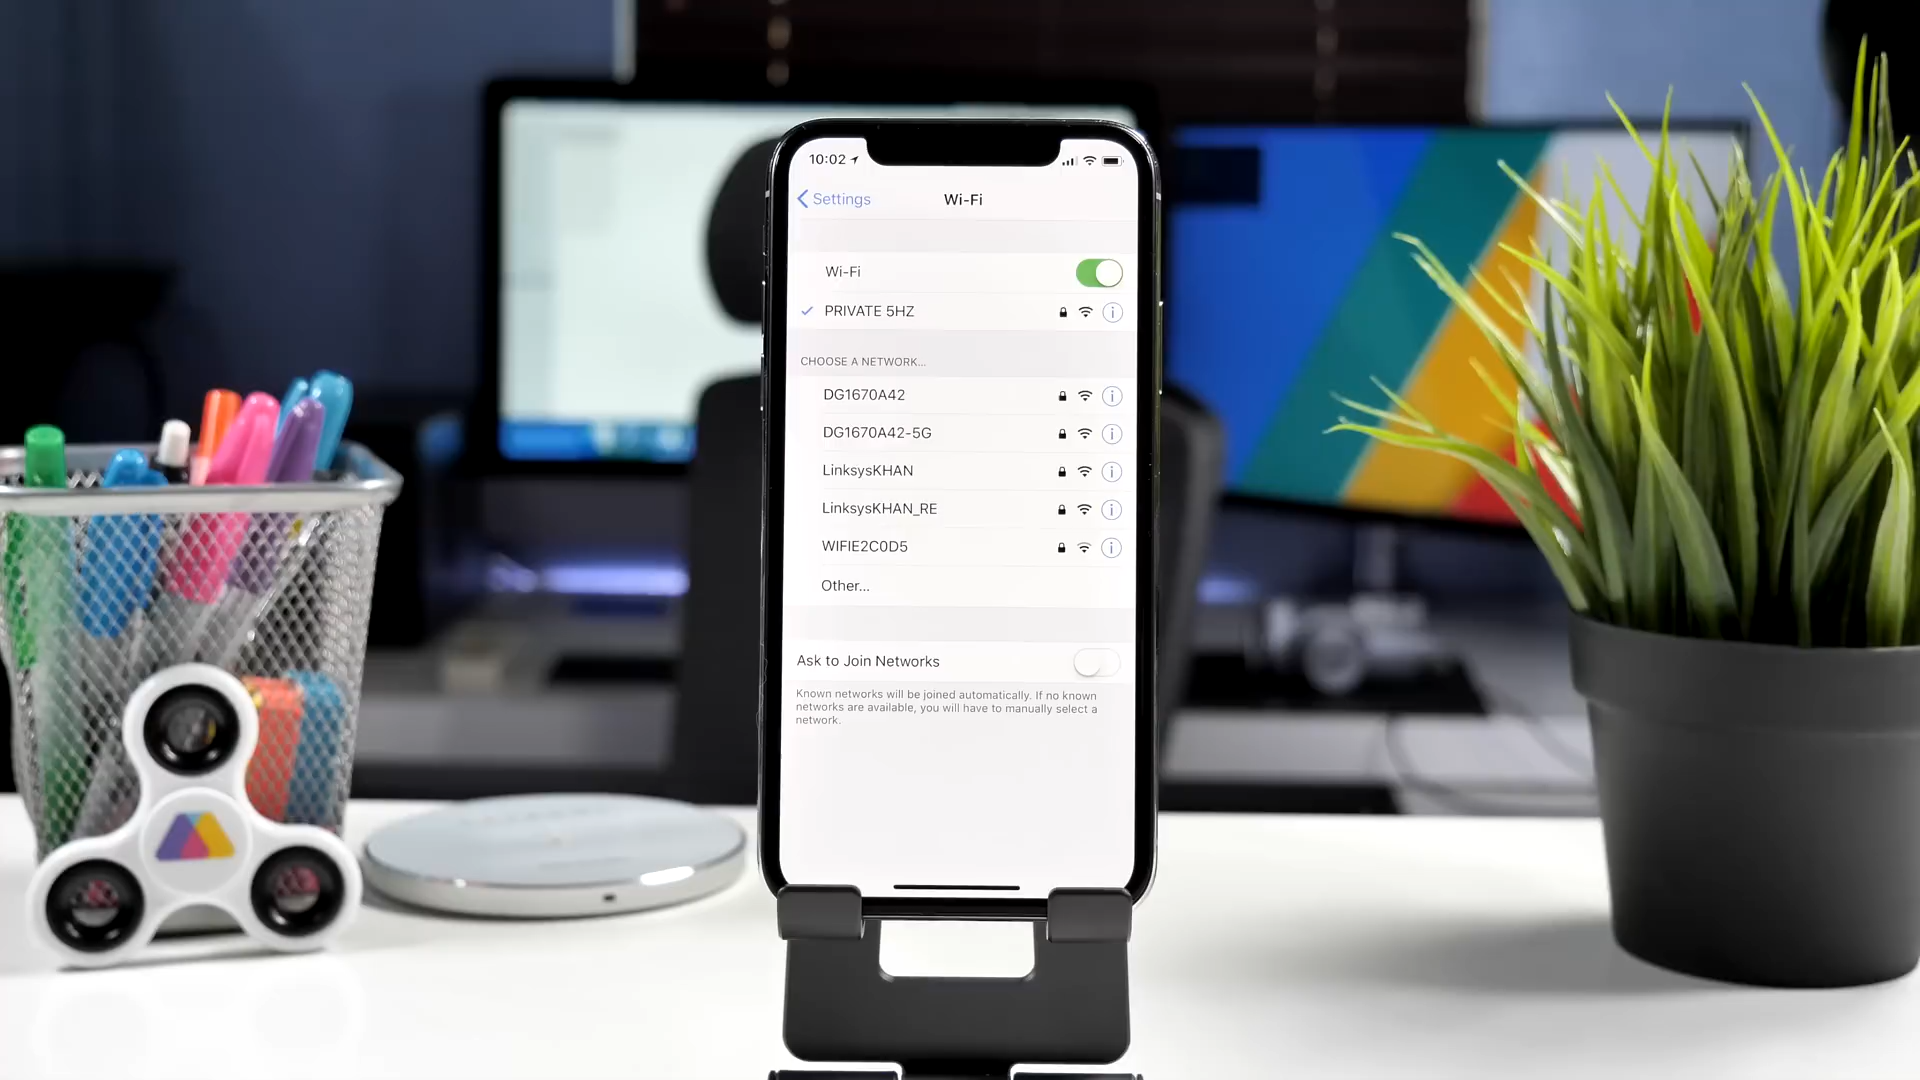 10:02
Settings
Wi-Fi
Wi-Fi
PRIVATE 5HZ
CHOOSE A NETWORK...
DG1670A42
DG1670A42-5G
LinksysKHAN
LinksysKHAN_RE
WIFIE2C0D5
Other...
Ask to Join Networks
Known networks will be joined automatically. If no known
networks are available, you will have to manually select a
network.